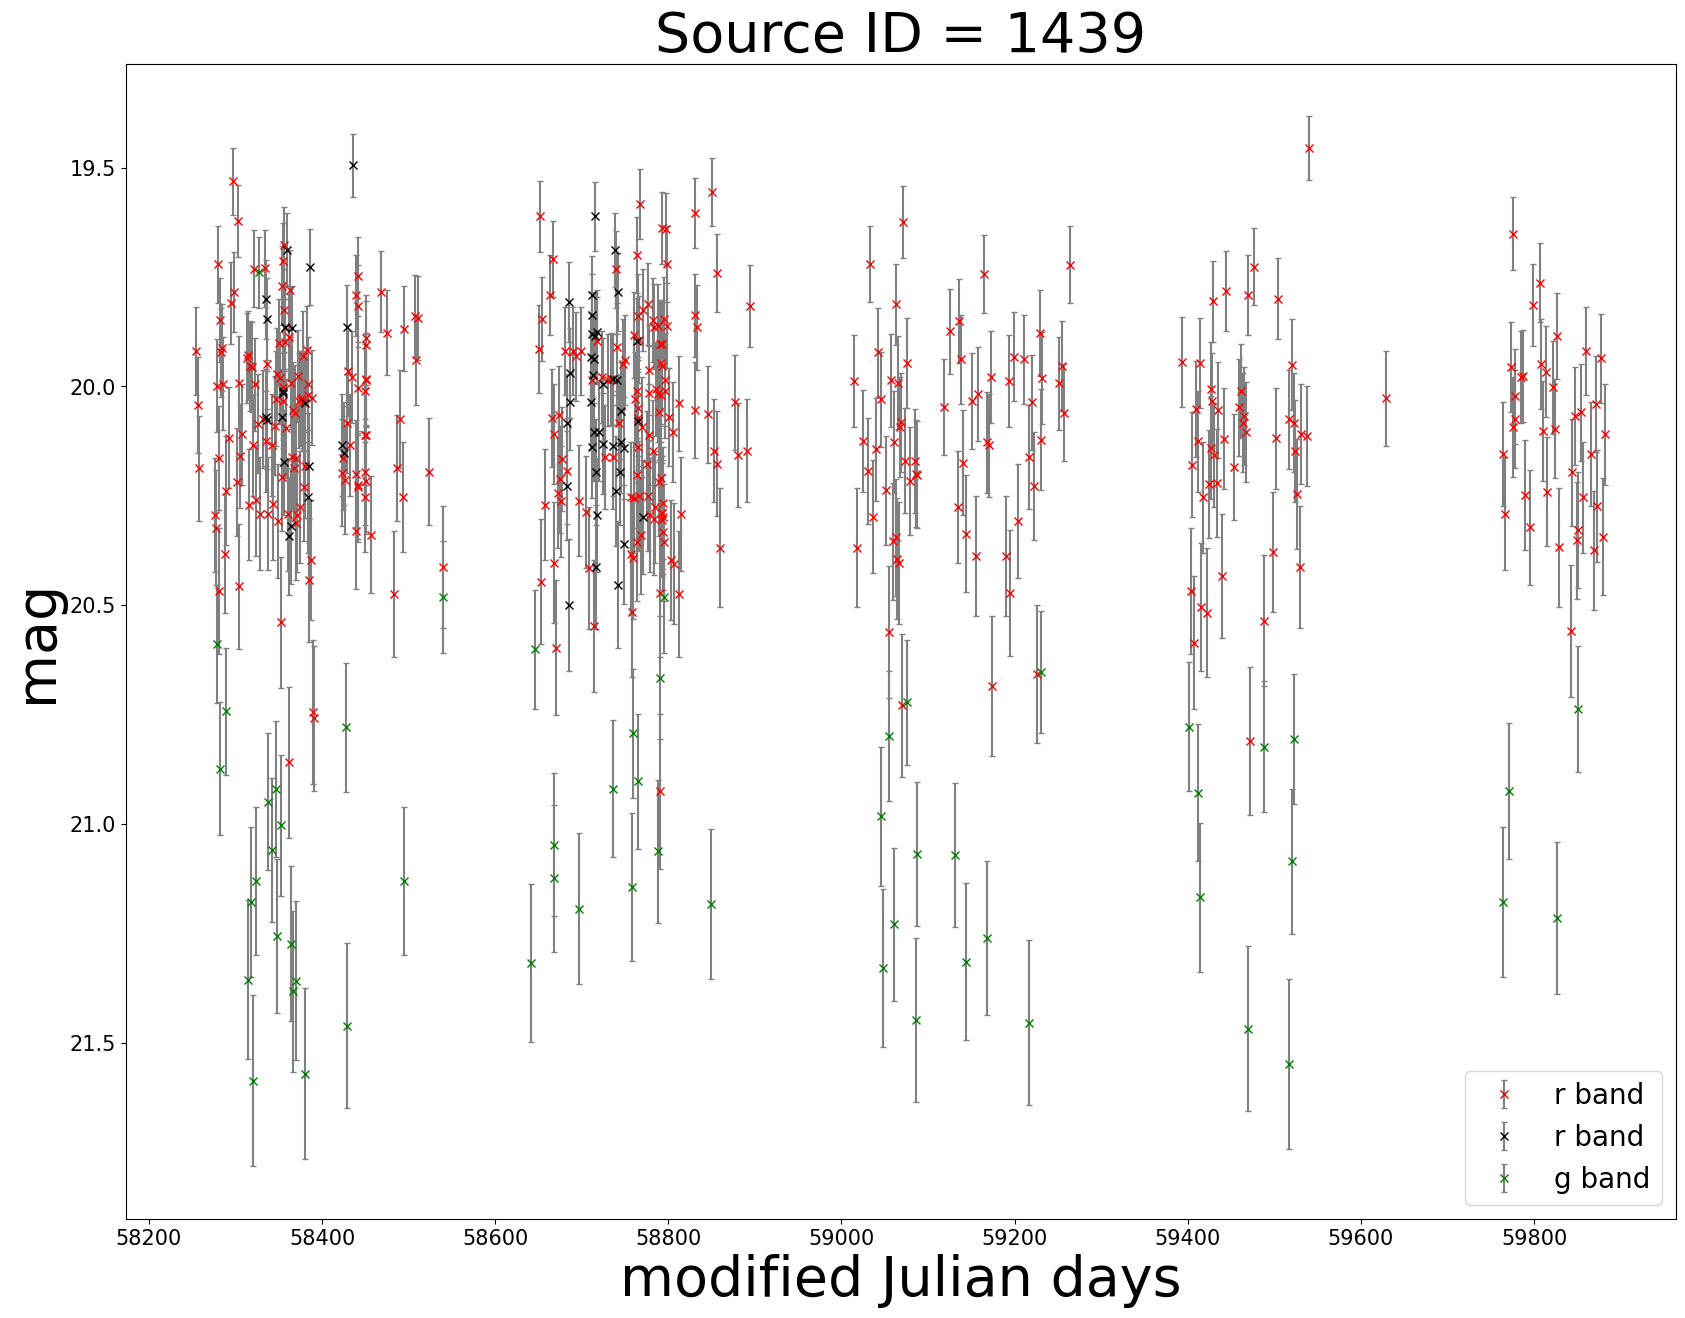 Source ID = 1439
mag
19.5
20.0
20.5
21.0
21.5
r band
r band
g band
58200 58400 58600 58800 59000 59200 59400 59600 59800
modified Julian days